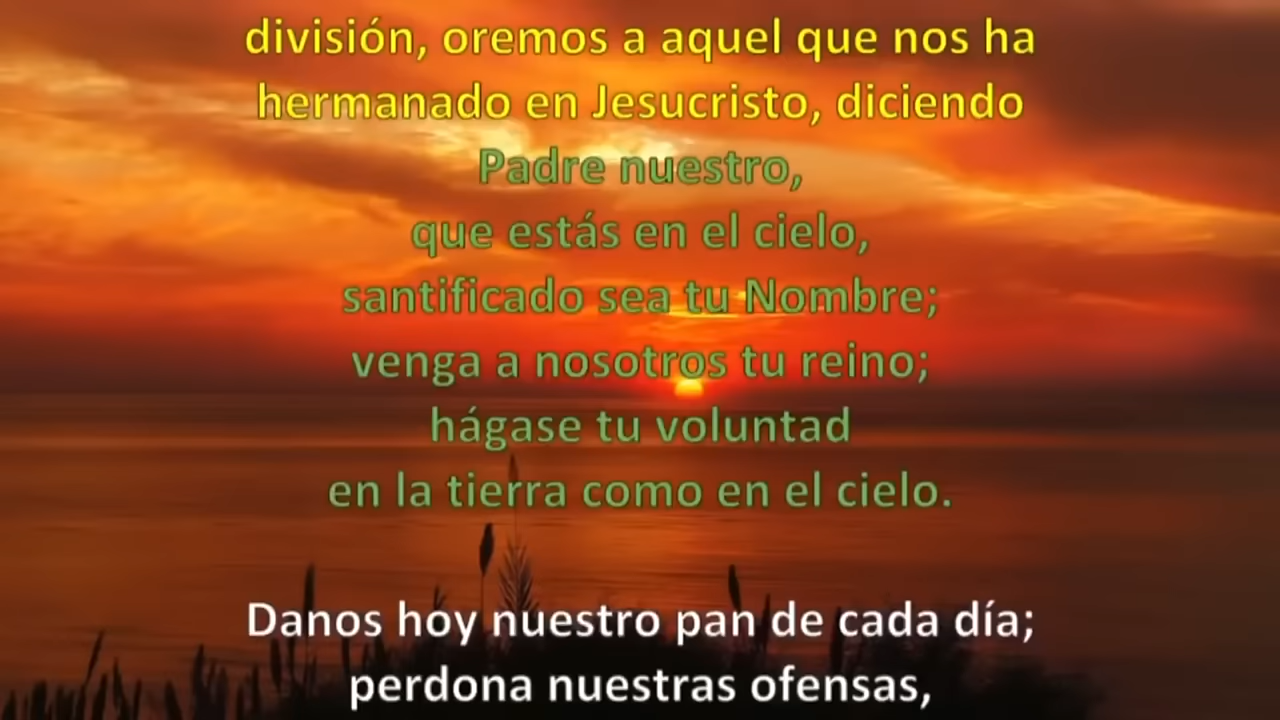 división, oremos a aquel que nos ha
hermanado en Jesucristo, diciendo
Padre nuestro,
que estás en el cielo,
santificado sea tu Nombre;
venga a nosotros tu reino;
hágase tu voluntad
en la tierra como en el cielo.
Danos hoy nuestro pan de cada día;
perdona nuestras ofensas,